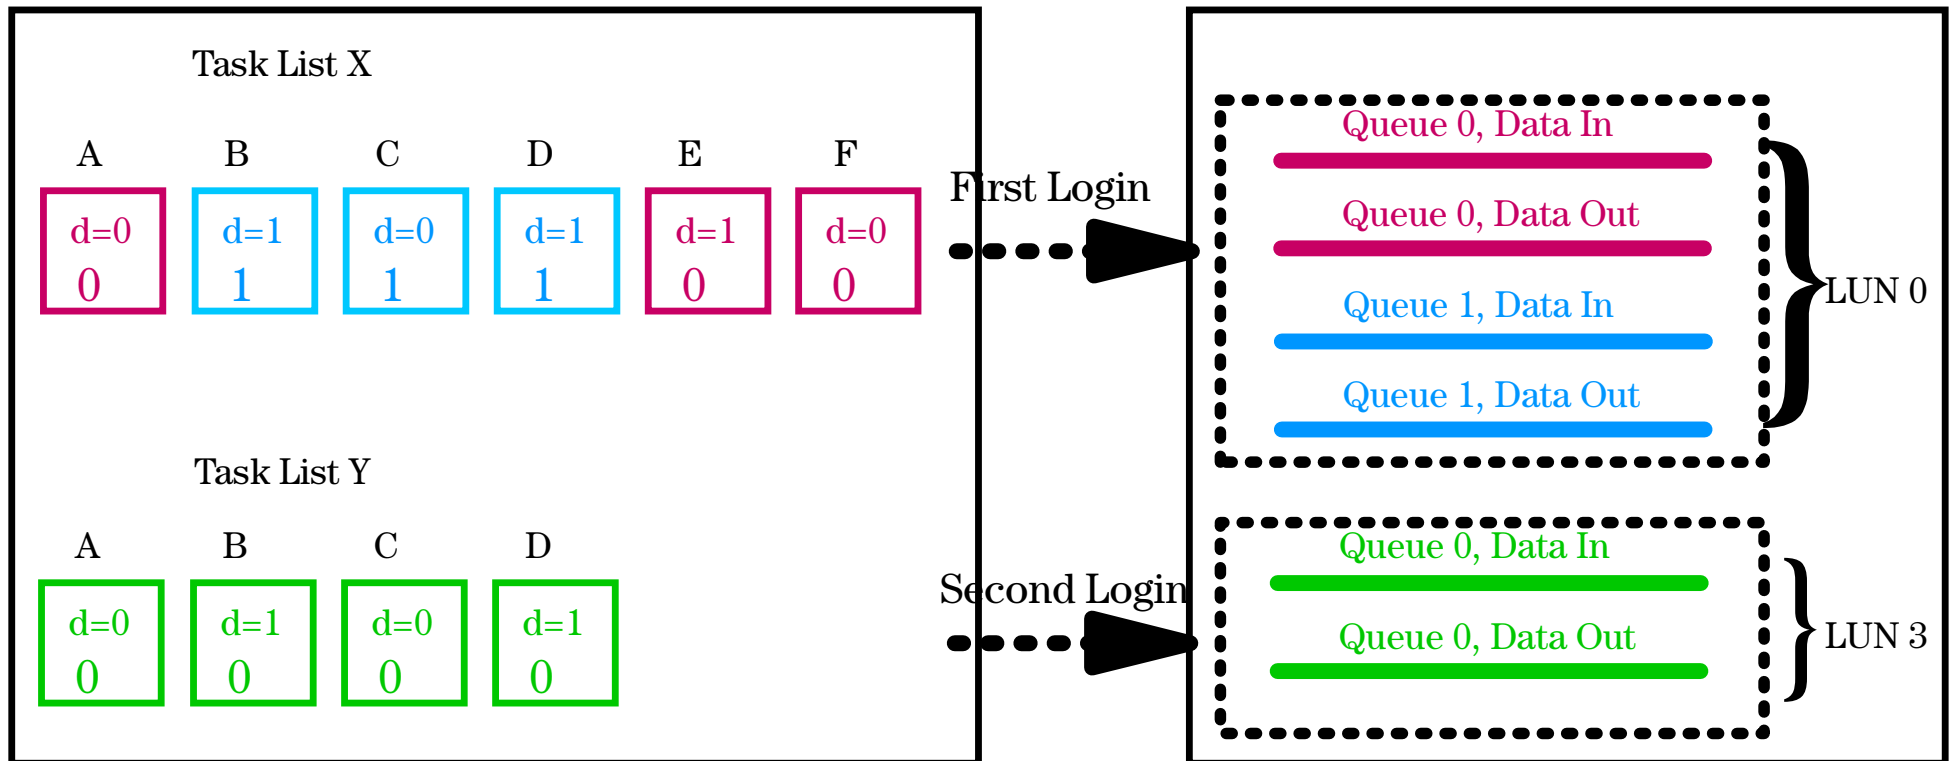 Task List X
A B C D E F
d=0 d=1 d=0 d=1 d=1 d=0
0 1 1 1 0 0
First Login
Queue 0, Data In
Queue 0, Data Out
Queue 1, Data In
Queue 1, Data Out
LUN 0
Task List Y
A B C D
d=0 d=1 d=0 d=1
0 0 0 0
Second Login
Queue 0, Data In
Queue 0, Data Out
LUN 3